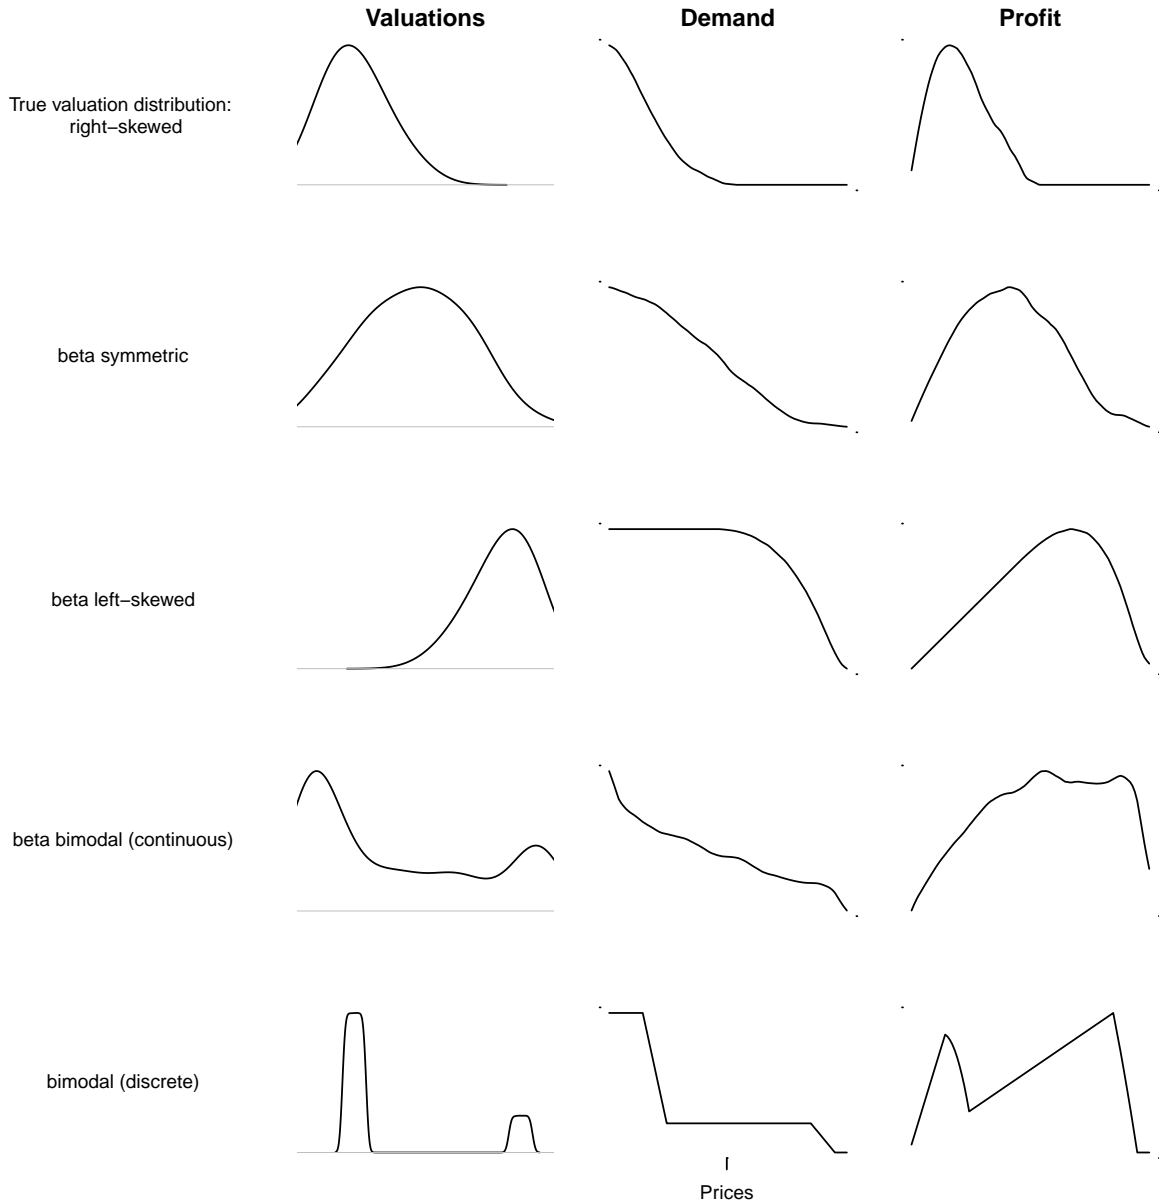 Valuations Demand Profit
True valuation distribution:
right−skewed
beta symmetric
beta left−skewed
beta bimodal (continuous)
bimodal (discrete)
Prices